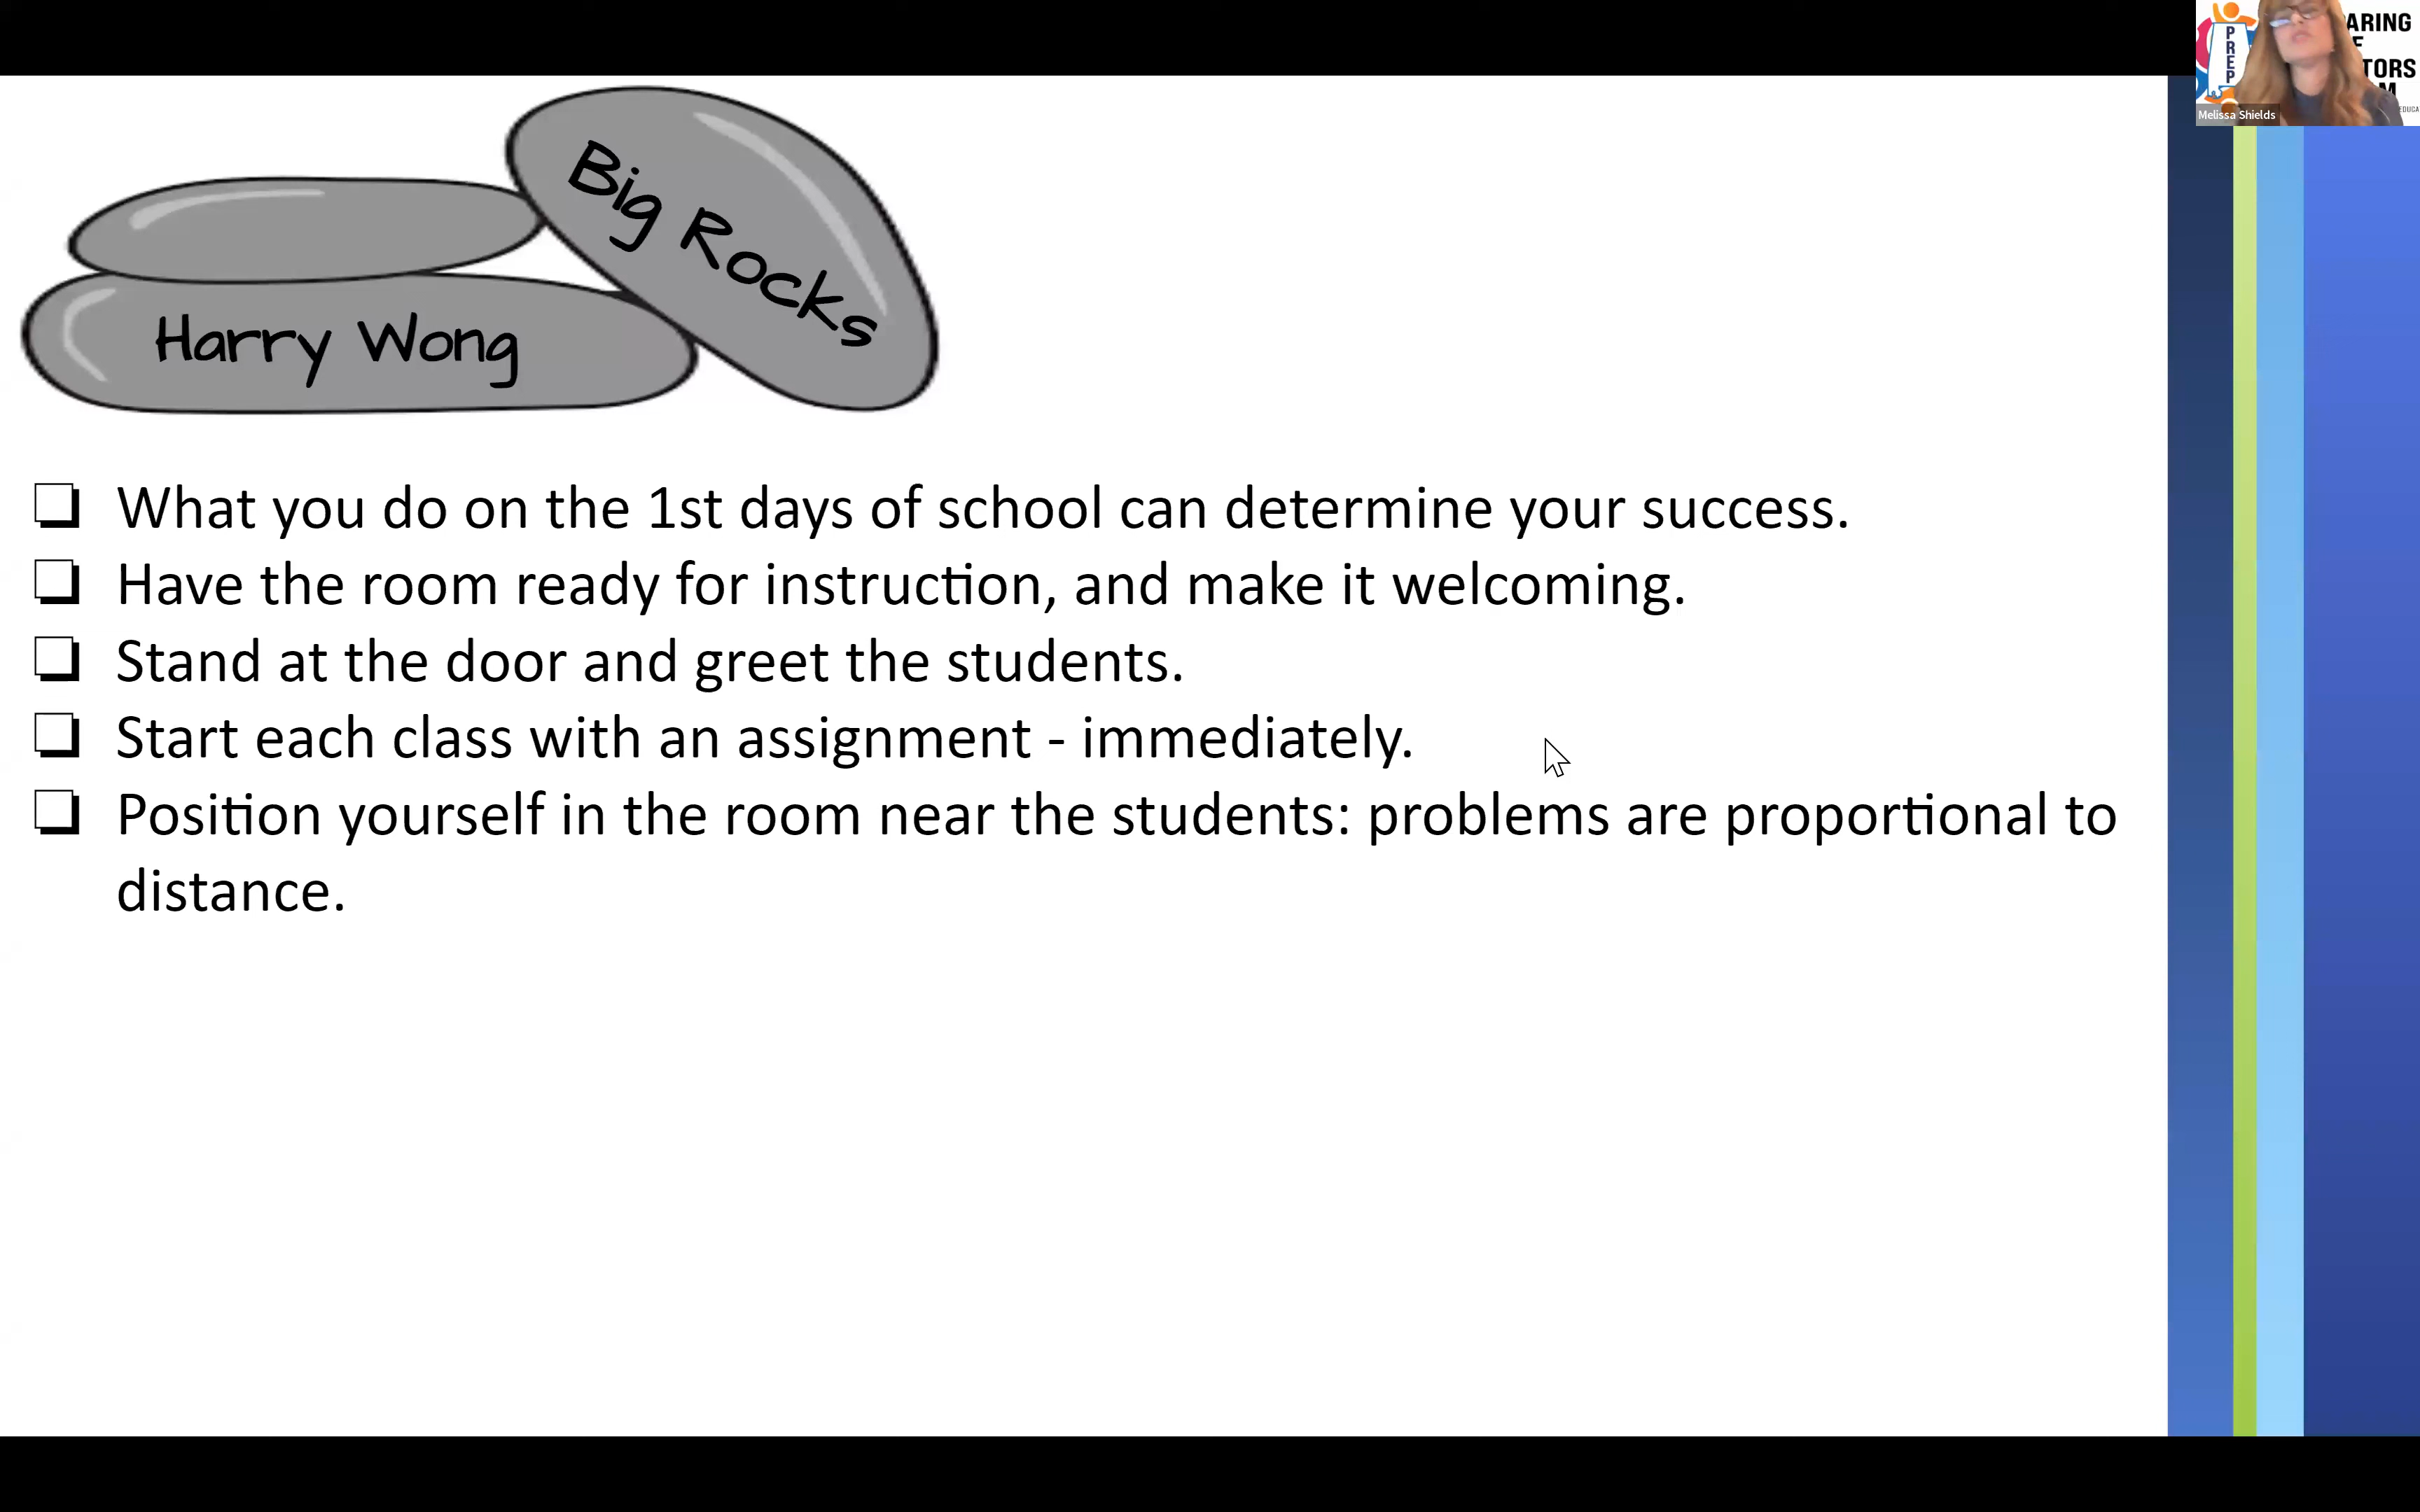 Big Rocks
Harry Wong
❏ What you do on the 1st days of school can determine your success.
❏ Have the room ready for instruction, and make it welcoming.
❏ Stand at the door and greet the students.
❏ Start each class with an assignment - immediately.
❏ Position yourself in the room near the students: problems are proportional to
distance.
PREP
ARING
TORS
M
EDUCA
Melissa Shields